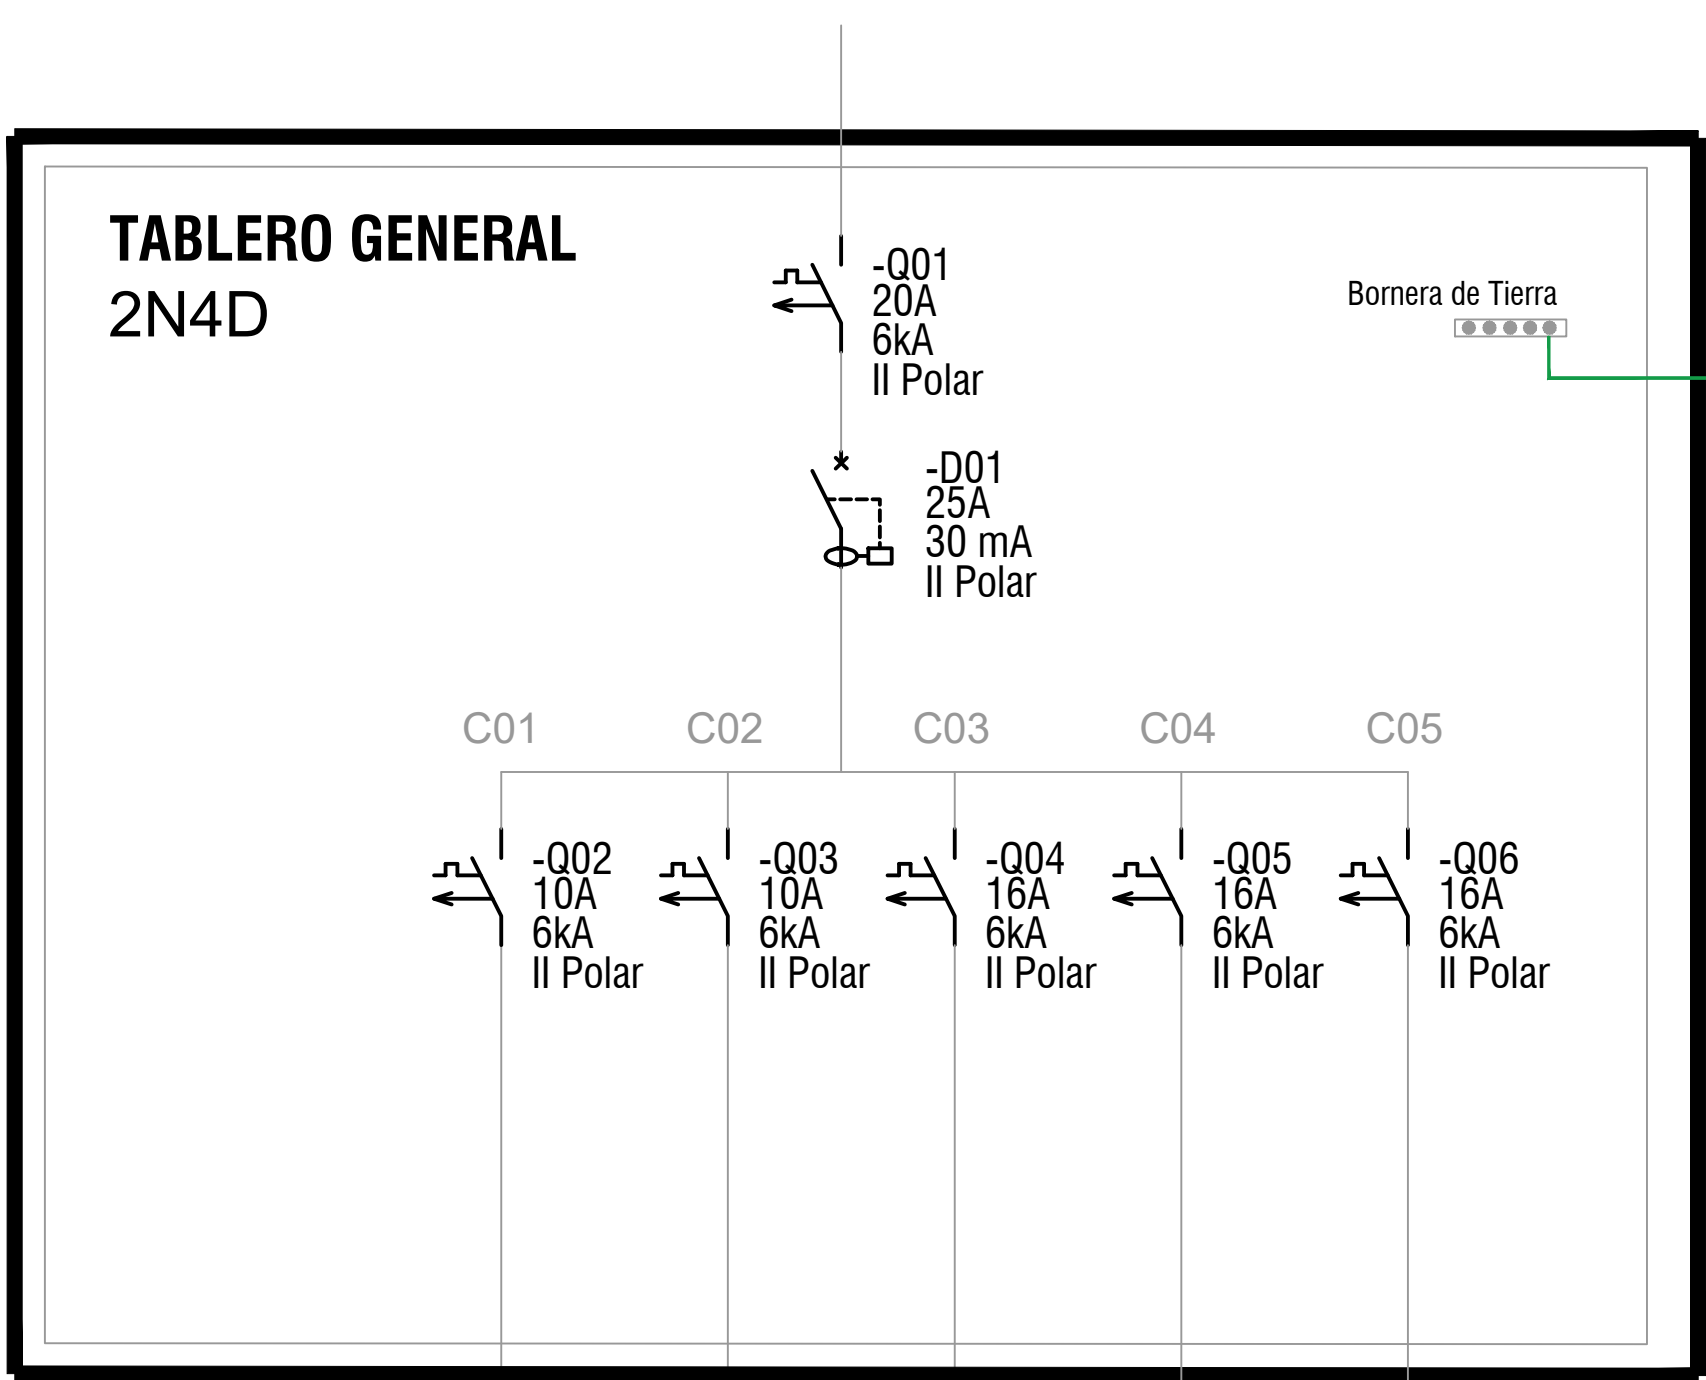 TABLERO GENERAL
2N4D
-Q01
20A
6kA
II Polar
Bornera de Tierra
-D01
25A
30 mA
II Polar
C01
C02
C03
C04
C05
-Q02
10A
6kA
II Polar
-Q03
10A
6kA
II Polar
-Q04
16A
6kA
II Polar
-Q05
16A
6kA
II Polar
-Q06
16A
6kA
II Polar